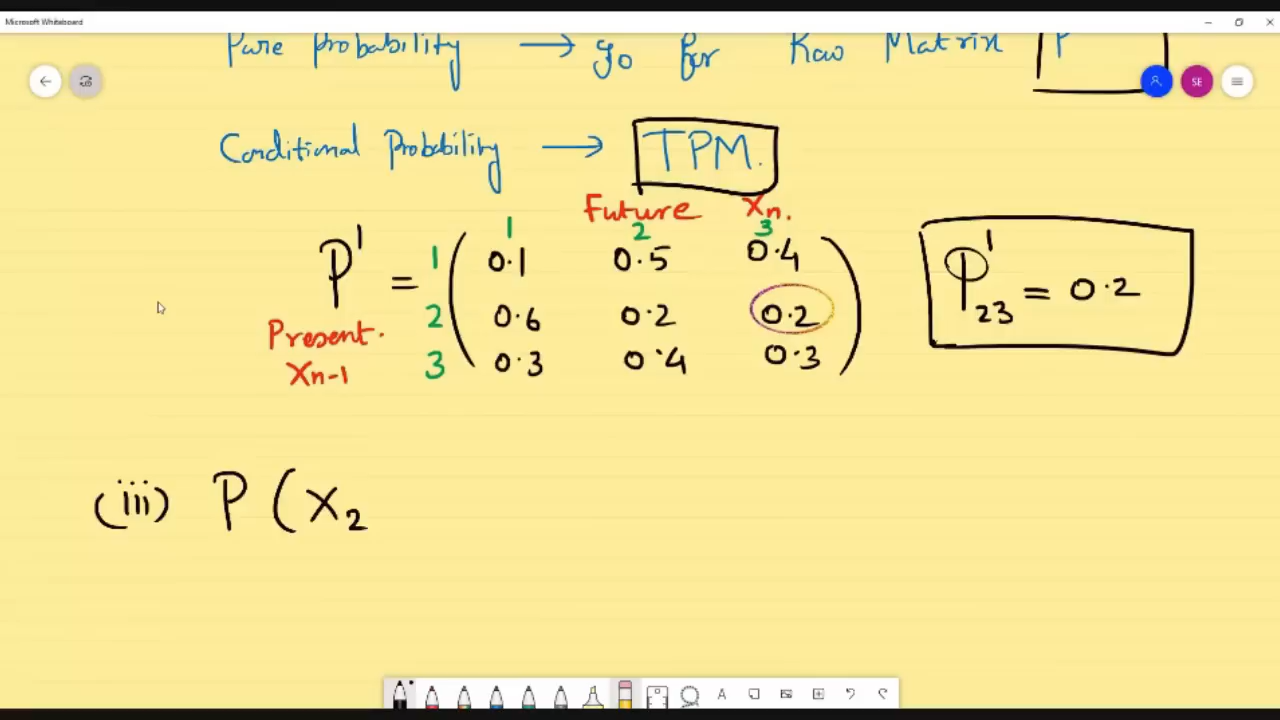 Microsoft Whiteboard
Pure Probability → go for Row Matrix P
SE
Conditional Probability → TPM.
Future Xn.
1 2 3
P¹ = 1 ( 0.1 0.5 0.4 )
2 0.6 0.2 0.2
3 0.3 0.4 0.3
Present.
Xn-1
P¹23 = 0.2
(iii) P ( X2
A